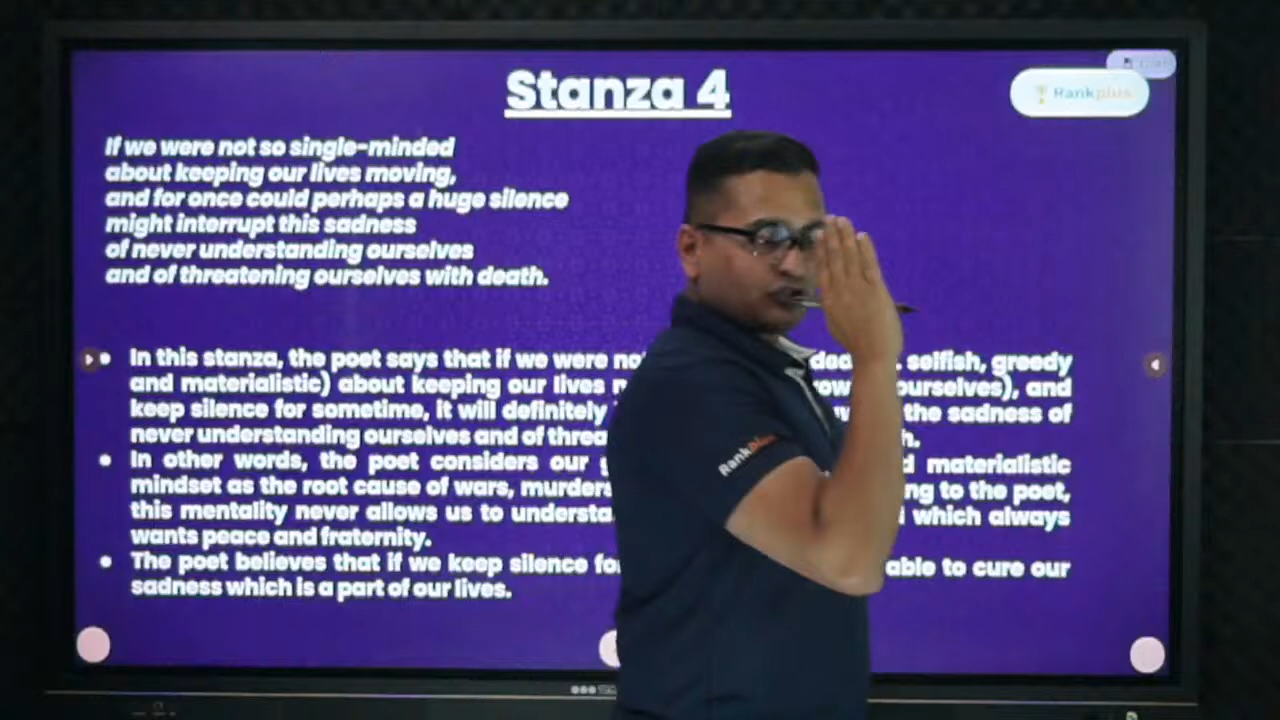 Stanza 4
Rankplus
If we were not so single-minded
about keeping our lives moving,
and for once could perhaps a huge silence
might interrupt this sadness
of never understanding ourselves
and of threatening ourselves with death.
• In this stanza, the poet says that if we were not selfish, greedy
and materialistic) about keeping our lives ourselves), and
keep silence for sometime, it will definitely the sadness of
never understanding ourselves and of
• In other words, the poet considers our materialistic
mindset as the root cause of wars, murders to the poet,
this mentality never allows us to which always
wants peace and fraternity.
• The poet believes that if we keep silence able to cure our
sadness which is a part of our lives.
Rankplus